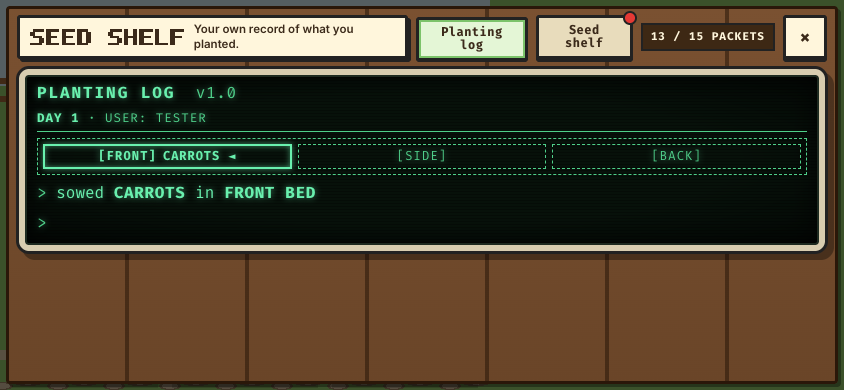 SEED SHELF
Your own record of what you
planted.
Planting
log
Seed
shelf
13 / 15 PACKETS
✖
PLANTING LOG v1.0
DAY 1 · USER: TESTER
[FRONT] CARROTS ◄
[SIDE]
[BACK]
> sowed CARROTS in FRONT BED
>